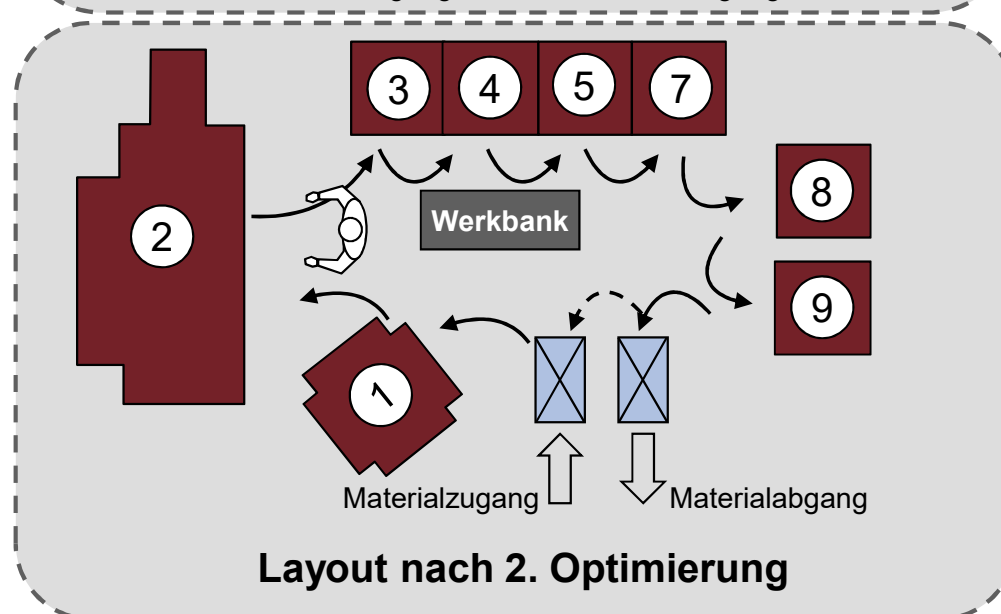 3 4 5 7
8
2
Werkbank
9
1
Materialzugang Materialabgang
Layout nach 2. Optimierung